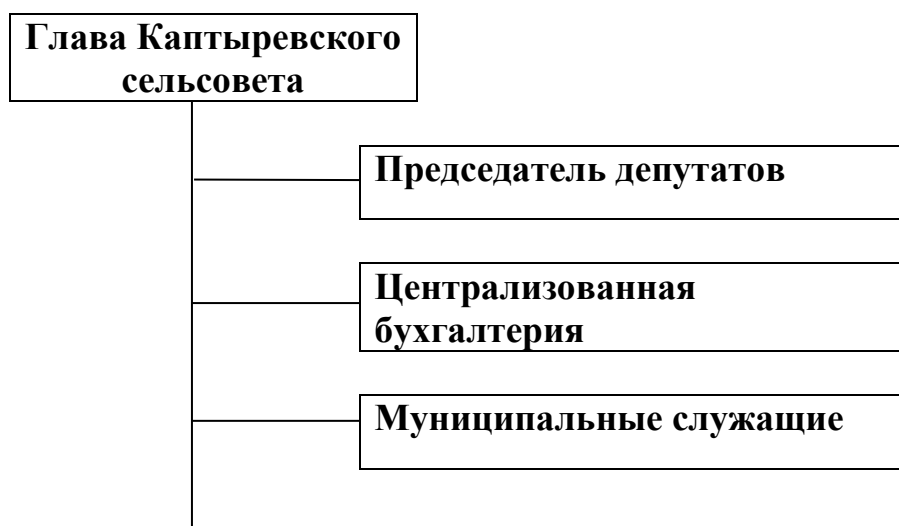 Глава Каптыревского
сельсовета
Председатель депутатов
Централизованная
бухгалтерия
Муниципальные служащие